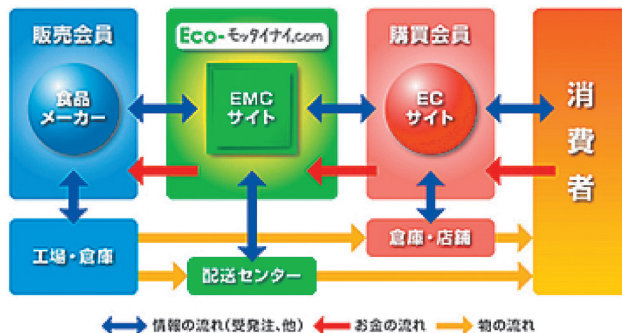 販売会員
Eco-モッタイナイ.com
購買会員
食品
メーカー
EMC
サイト
EC
サイト
消費者
工場・倉庫
配送センター
倉庫・店舗
情報の流れ(受発注、他)
お金の流れ
物の流れ